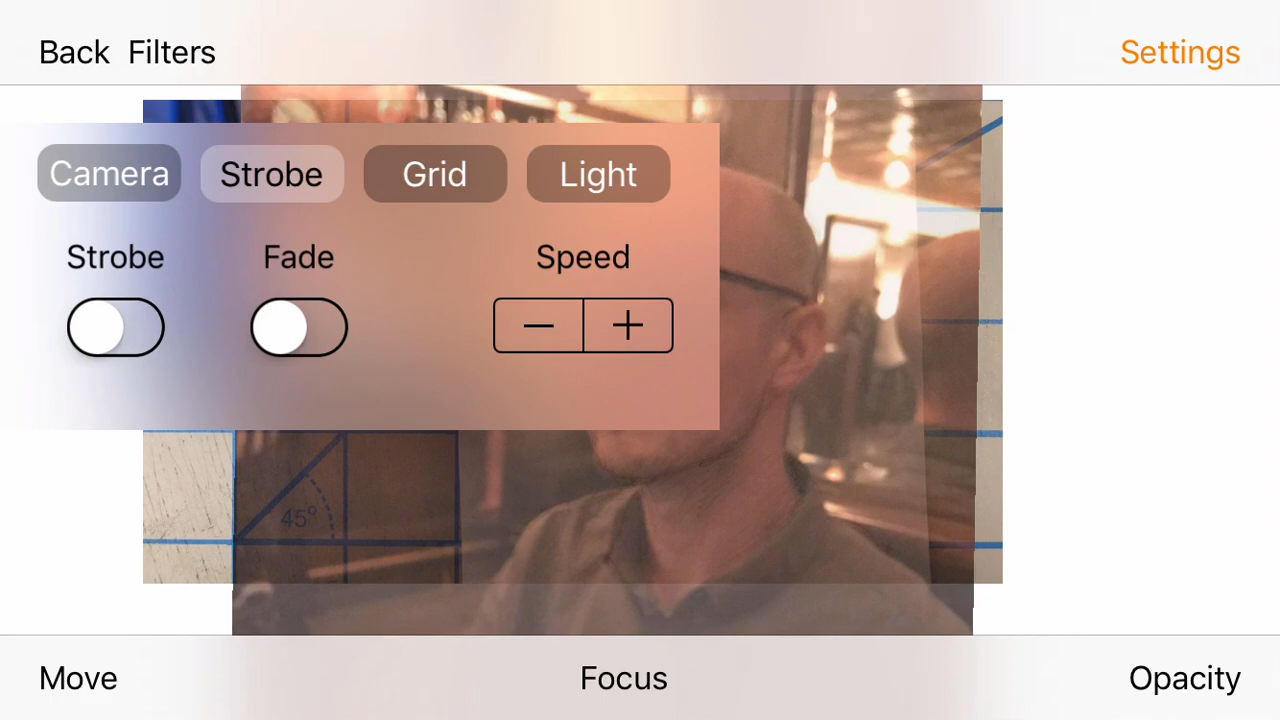 Back Filters Settings
Camera Strobe Grid Light
Strobe Fade Speed
45°
Move Focus Opacity